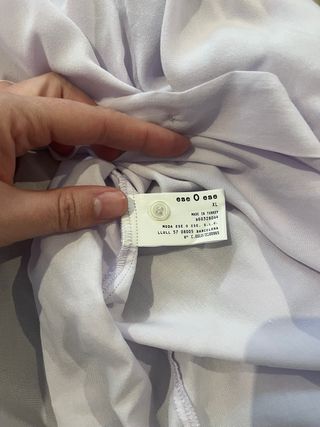 ese O ese
XL
MADE IN TURKEY
MODA ESE O ESE, S.L.U.
LLULL 57 08005 BARCELONA